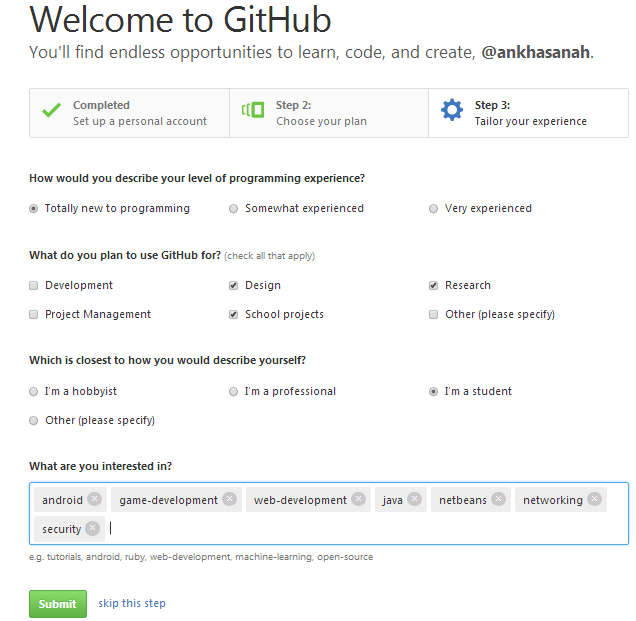 Welcome to GitHub
You'll find endless opportunities to learn, code, and create, @ankhasanah.
Completed
Set up a personal account
Step 2:
Choose your plan
Step 3:
Tailor your experience
How would you describe your level of programming experience?
Totally new to programming Somewhat experienced Very experienced
What do you plan to use GitHub for? (check all that apply)
Development Design Research
Project Management School projects Other (please specify)
Which is closest to how you would describe yourself?
I'm a hobbyist I'm a professional I'm a student
Other (please specify)
What are you interested in?
android game-development web-development java netbeans networking
security
e.g. tutorials, android, ruby, web-development, machine-learning, open-source
Submit skip this step